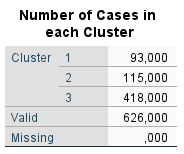 Number of Cases in
each Cluster
Cluster 1 93,000
2 115,000
3 418,000
Valid 626,000
Missing ,000